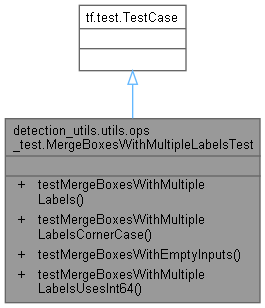 tf.test.TestCase
detection_utils.utils.ops
_test.MergeBoxesWithMultipleLabelsTest
+ testMergeBoxesWithMultiple
Labels()
+ testMergeBoxesWithMultiple
LabelsCornerCase()
+ testMergeBoxesWithEmptyInputs()
+ testMergeBoxesWithMultiple
LabelsUsesInt64()